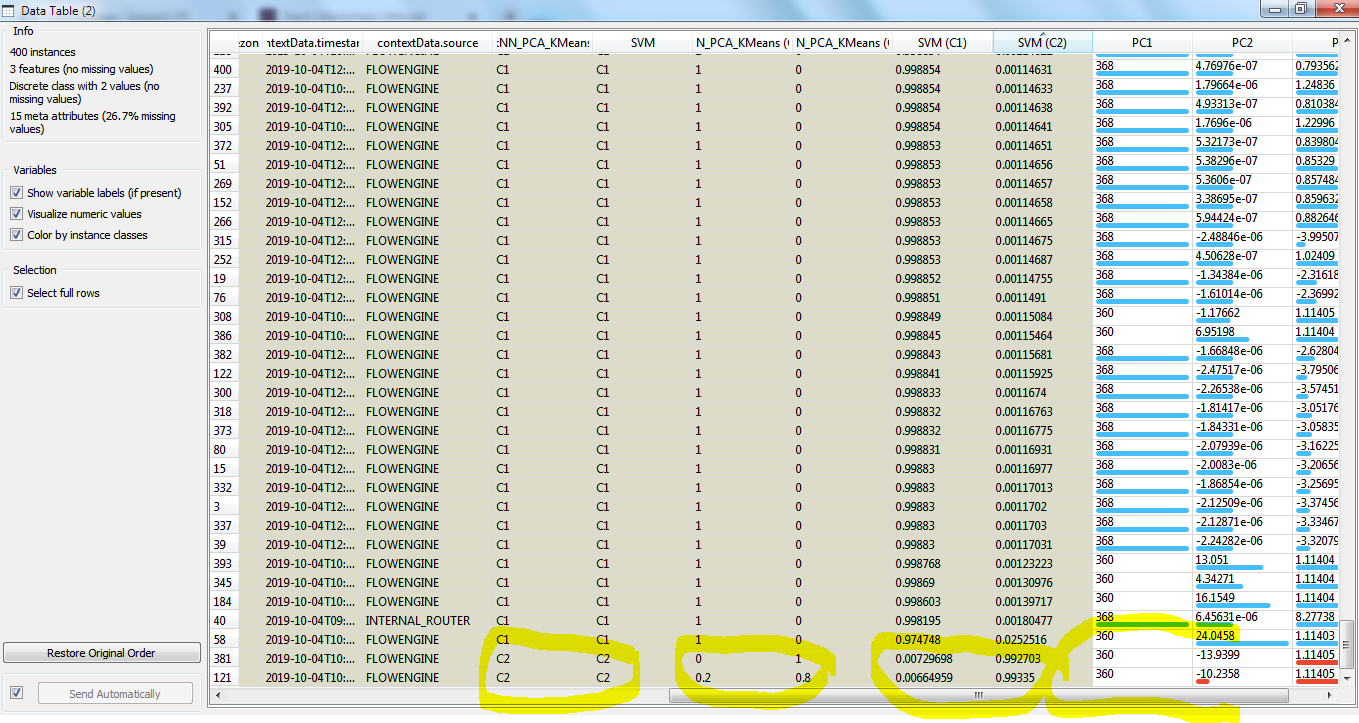 Data Table (2)
Info
400 instances
3 features (no missing values)
Discrete class with 2 values (no
missing values)
15 meta attributes (26.7% missing
values)
Variables
Show variable labels (if present)
Visualize numeric values
Color by instance classes
Selection
Select full rows
Restore Original Order
Send Automatically
zon ntextData.timestar contextData.source :NN_PCA_KMeans SVM N_PCA_KMeans ( N_PCA_KMeans ( SVM (C1) SVM (C2) PC1 PC2 P
400 2019-10-04T12:... FLOWENGINE C1 C1 1 0 0.998854 0.00114631 368 4.76976e-07 0.793562
237 2019-10-04T10:... FLOWENGINE C1 C1 1 0 0.998854 0.00114633 368 1.79664e-06 1.24836
392 2019-10-04T12:... FLOWENGINE C1 C1 1 0 0.998854 0.00114638 368 4.93313e-07 0.810384
305 2019-10-04T10:... FLOWENGINE C1 C1 1 0 0.998854 0.00114641 368 1.7696e-06 1.22996
372 2019-10-04T12:... FLOWENGINE C1 C1 1 0 0.998853 0.00114651 368 5.32173e-07 0.839804
51 2019-10-04T12:... FLOWENGINE C1 C1 1 0 0.998853 0.00114656 368 5.38296e-07 0.85329
269 2019-10-04T12:... FLOWENGINE C1 C1 1 0 0.998853 0.00114657 368 5.3606e-07 0.857484
152 2019-10-04T12:... FLOWENGINE C1 C1 1 0 0.998853 0.00114658 368 3.38695e-07 0.859632
266 2019-10-04T12:... FLOWENGINE C1 C1 1 0 0.998853 0.00114665 368 5.94424e-07 0.882646
315 2019-10-04T12:... FLOWENGINE C1 C1 1 0 0.998853 0.00114675 368 -2.48846e-06 -3.99507
252 2019-10-04T12:... FLOWENGINE C1 C1 1 0 0.998853 0.00114687 368 4.50628e-07 1.02409
19 2019-10-04T12:... FLOWENGINE C1 C1 1 0 0.998852 0.00114755 368 -1.34384e-06 -2.31618
76 2019-10-04T12:... FLOWENGINE C1 C1 1 0 0.998851 0.0011491 368 -1.61014e-06 -2.36992
308 2019-10-04T10:... FLOWENGINE C1 C1 1 0 0.998849 0.00115084 360 -1.17662 1.11405
386 2019-10-04T10:... FLOWENGINE C1 C1 1 0 0.998845 0.00115464 360 6.95198 1.11404
382 2019-10-04T12:... FLOWENGINE C1 C1 1 0 0.998843 0.00115681 368 -1.66848e-06 -2.62804
122 2019-10-04T12:... FLOWENGINE C1 C1 1 0 0.998841 0.00115925 368 -2.47517e-06 -3.79506
300 2019-10-04T12:... FLOWENGINE C1 C1 1 0 0.998833 0.0011674 368 -2.26538e-06 -3.57451
318 2019-10-04T12:... FLOWENGINE C1 C1 1 0 0.998832 0.00116763 368 -1.81417e-06 -3.05176
373 2019-10-04T12:... FLOWENGINE C1 C1 1 0 0.998832 0.00116775 368 -1.84331e-06 -3.05835
80 2019-10-04T12:... FLOWENGINE C1 C1 1 0 0.998831 0.00116931 368 -2.07939e-06 -3.16225
15 2019-10-04T12:... FLOWENGINE C1 C1 1 0 0.99883 0.00116977 368 -2.0083e-06 -3.20656
332 2019-10-04T12:... FLOWENGINE C1 C1 1 0 0.99883 0.00117013 368 -1.86854e-06 -3.25695
3 2019-10-04T12:... FLOWENGINE C1 C1 1 0 0.99883 0.0011702 368 -2.12509e-06 -3.37456
337 2019-10-04T12:... FLOWENGINE C1 C1 1 0 0.99883 0.0011703 368 -2.12871e-06 -3.33467
39 2019-10-04T12:... FLOWENGINE C1 C1 1 0 0.99883 0.00117031 368 -2.24282e-06 -3.32079
393 2019-10-04T10:... FLOWENGINE C1 C1 1 0 0.998768 0.00123223 360 13.051 1.11404
345 2019-10-04T10:... FLOWENGINE C1 C1 1 0 0.99869 0.00130976 360 4.34271 1.11404
184 2019-10-04T10:... FLOWENGINE C1 C1 1 0 0.998603 0.00139717 360 16.1549 1.11404
40 2019-10-04T09:... INTERNAL_ROUTER C1 C1 1 0 0.998195 0.00180477 368 6.45631e-06 8.27738
58 2019-10-04T10:... FLOWENGINE C1 C1 1 0 0.974748 0.0252516 360 24.0458 1.11403
381 2019-10-04T10:... FLOWENGINE C2 C2 0 1 0.00729698 0.992703 360 -13.9399 1.11405
121 2019-10-04T10:... FLOWENGINE C2 C2 0.2 0.8 0.00664959 0.99335 360 -10.2358 1.11405